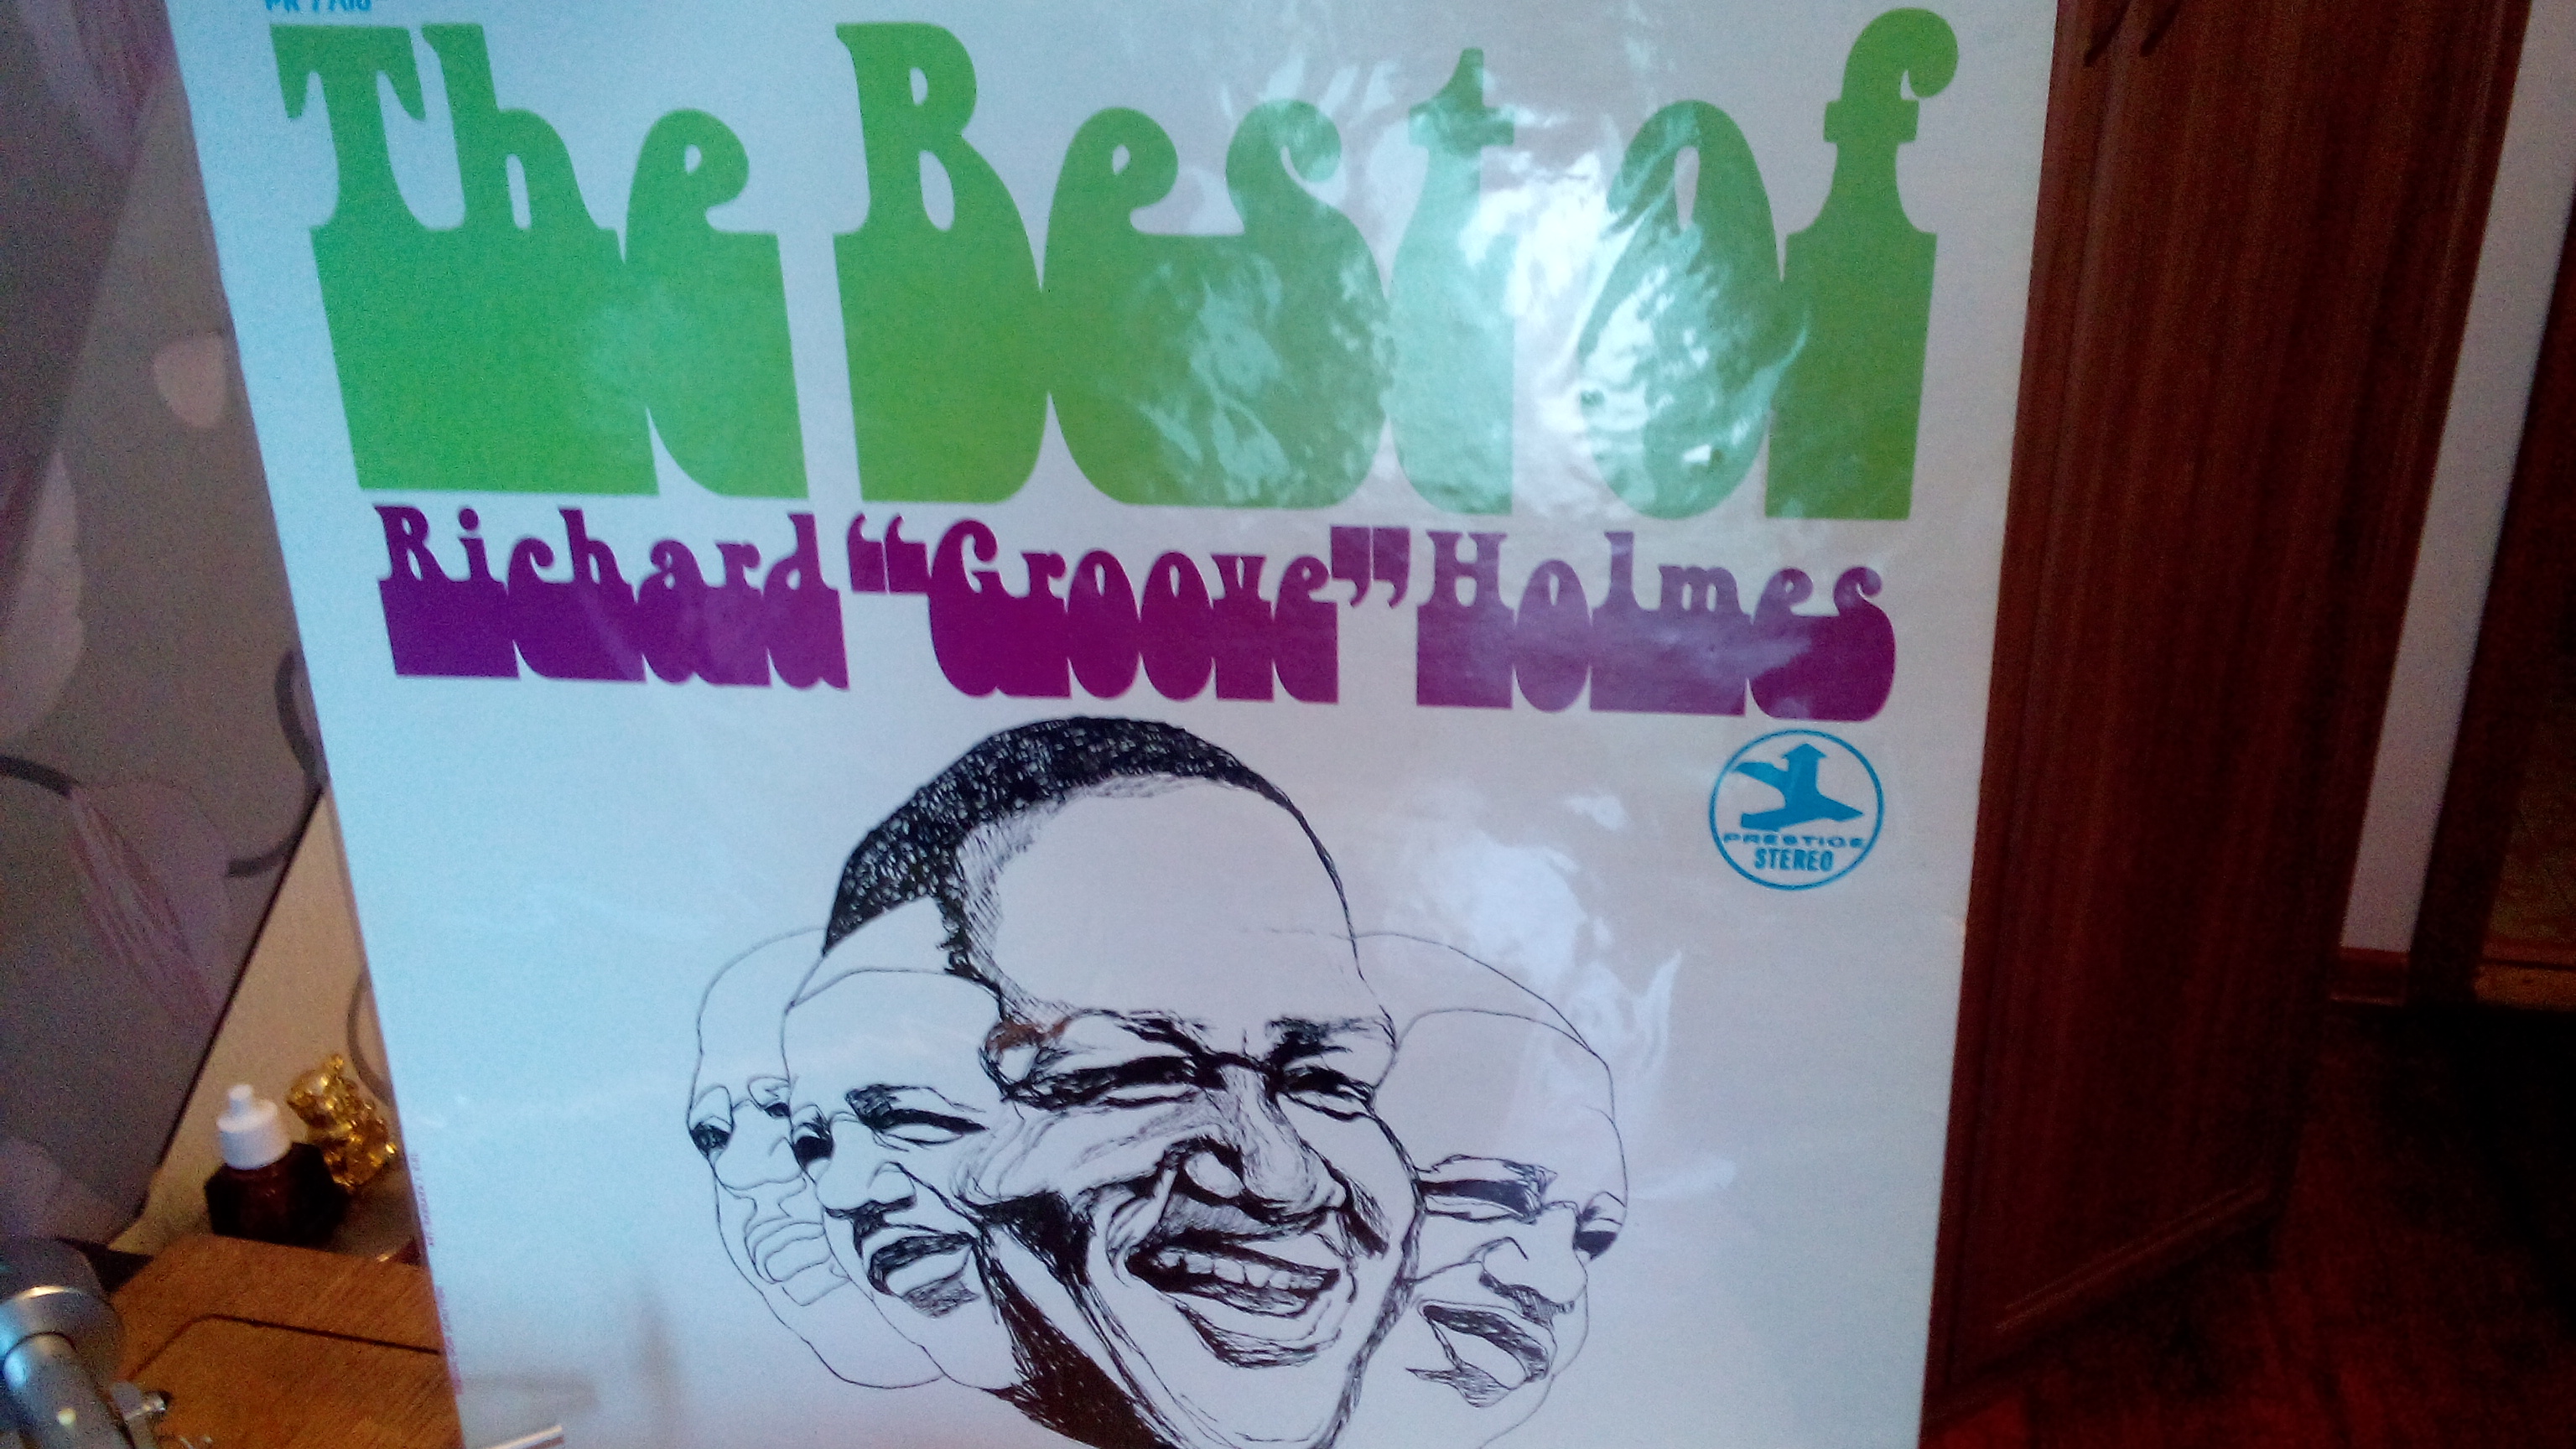 The Best of
Richard “Groove” Holmes
PRESTIGE
STEREO